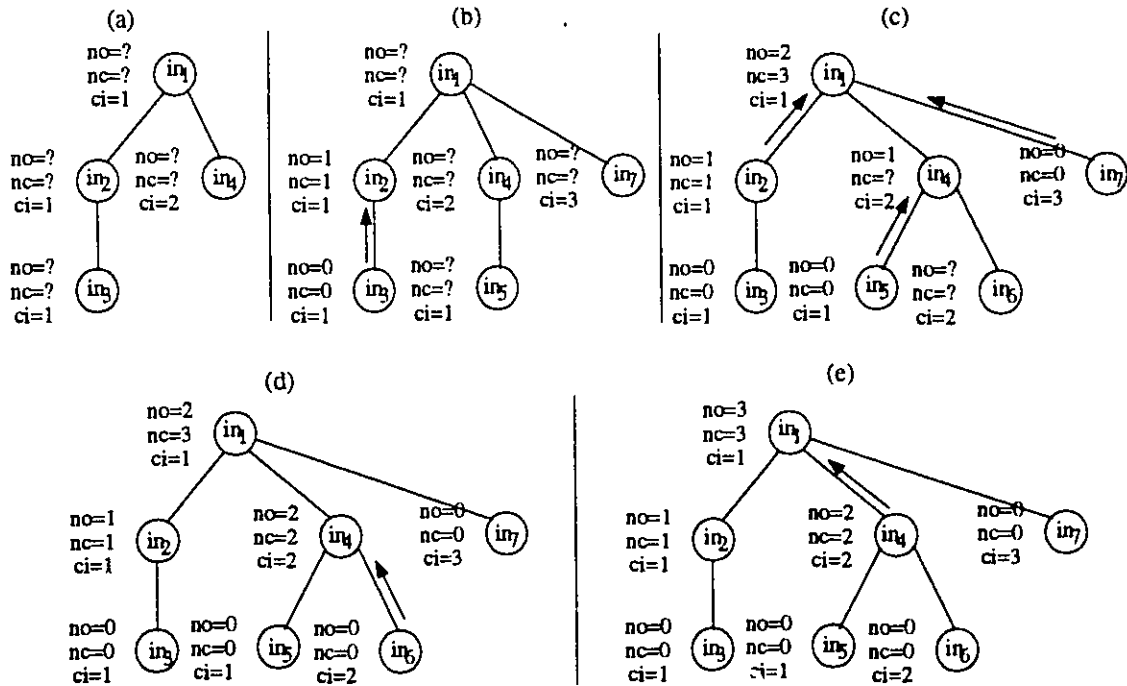 (a)
no=?
nc=?
ci=1
in1
no=?
nc=?
ci=1
in2
no=?
nc=?
ci=2
in4
no=?
nc=?
ci=1
in3
(b)
no=?
nc=?
ci=1
in1
no=1
nc=1
ci=1
in2
no=?
nc=?
ci=2
in4
no=?
nc=?
ci=3
in7
no=0
nc=0
ci=1
in3
no=?
nc=?
ci=1
in5
(c)
no=2
nc=3
ci=1
in1
no=1
nc=1
ci=1
in2
no=1
nc=?
ci=2
in4
no=0
nc=0
ci=3
in7
no=0
nc=0
ci=1
in3
no=0
nc=0
ci=1
in5
no=?
nc=?
ci=2
in6
(d)
no=2
nc=3
ci=1
in1
no=1
nc=1
ci=1
in2
no=2
nc=2
ci=2
in4
no=0
nc=0
ci=3
in7
no=0
nc=0
ci=1
in3
no=0
nc=0
ci=1
in5
no=0
nc=0
ci=2
in6
(e)
no=3
nc=3
ci=1
in1
no=1
nc=1
ci=1
in2
no=2
nc=2
ci=2
in4
no=0
nc=0
ci=3
in7
no=0
nc=0
ci=1
in3
no=0
nc=0
ci=1
in5
no=0
nc=0
ci=2
in6